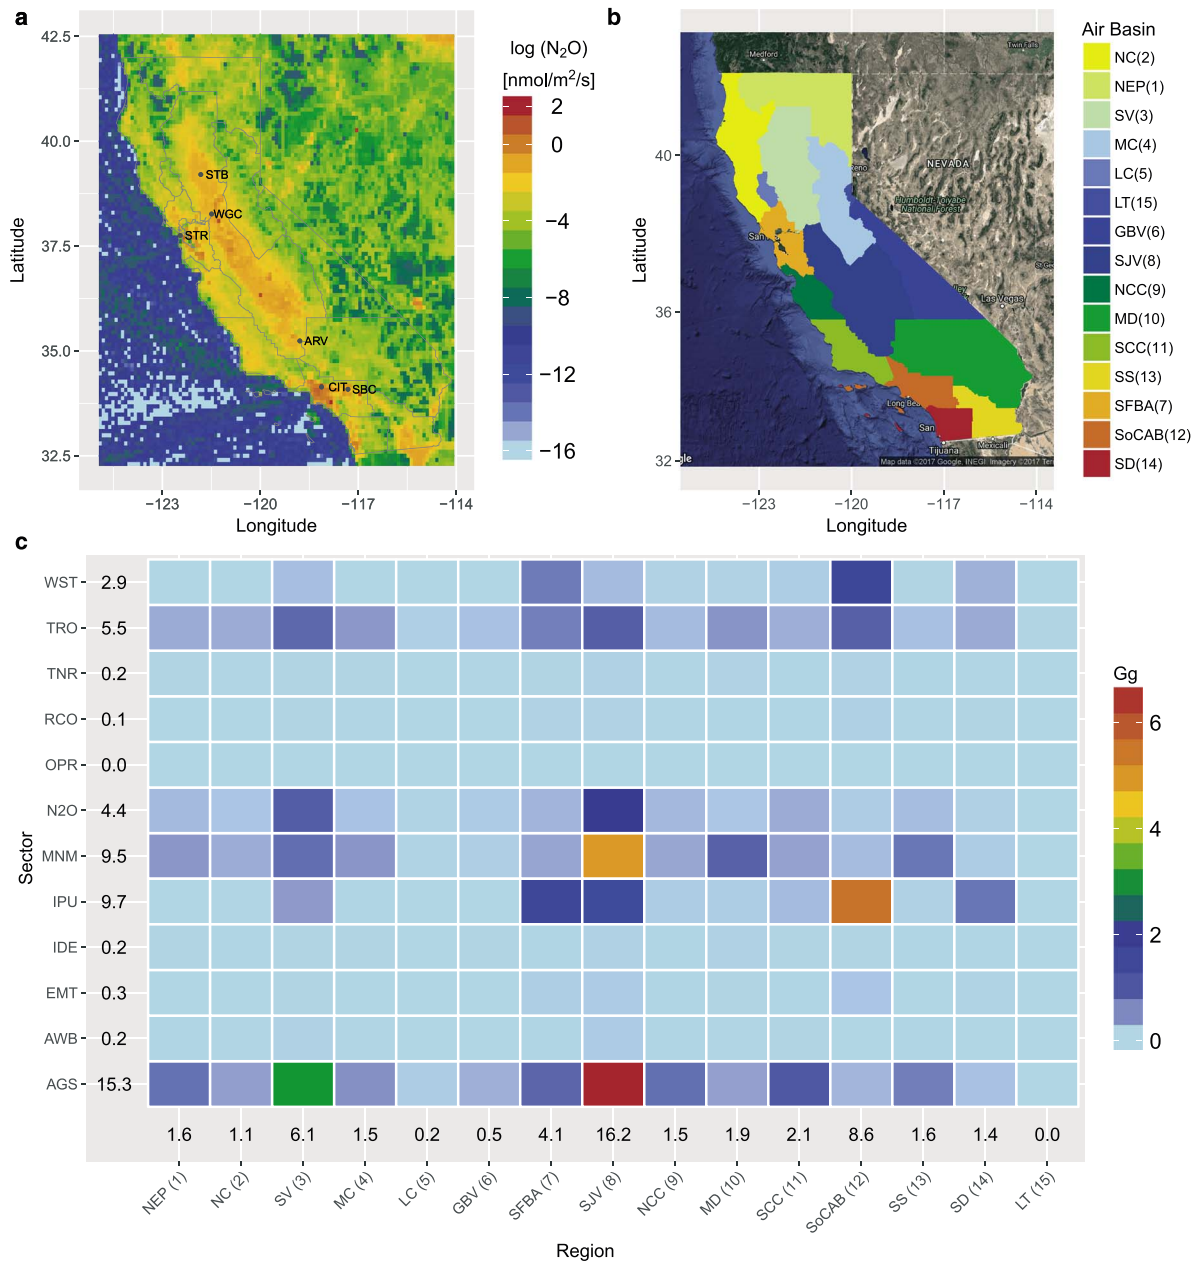 a
log (N2O)
[nmol/m2/s]
42.5
40.0
37.5
35.0
32.5
Latitude
STB
WGC
STR
ARV
CIT
SBC
2
0
−4
−8
−12
−16
−123
−120
−117
−114
Longitude
b
Air Basin
NC(2)
NEP(1)
SV(3)
MC(4)
LC(5)
LT(15)
GBV(6)
SJV(8)
NCC(9)
MD(10)
SCC(11)
SS(13)
SFBA(7)
SoCAB(12)
SD(14)
40
36
32
Latitude
Medford
Twin Falls
NEVADA
Reno
Humboldt-Toiyabe
National Forest
San
St Geo
lley
Las Vegas
Long Bea
San
Tijuana
Mexicali
gle
Map data ©2017 Google, INEGI Imagery ©2017 Ter
−123
−120
−117
−114
Longitude
c
Sector
WST 2.9
TRO 5.5
TNR 0.2
RCO 0.1
OPR 0.0
N2O 4.4
MNM 9.5
IPU 9.7
IDE 0.2
EMT 0.3
AWB 0.2
AGS 15.3
1.6 1.1 6.1 1.5 0.2 0.5 4.1 16.2 1.5 1.9 2.1 8.6 1.6 1.4 0.0
NEP (1) NC (2) SV (3) MC (4) LC (5) GBV (6) SFBA (7) SJV (8) NCC (9) MD (10) SCC (11) SoCAB (12) SS (13) SD (14) LT (15)
Region
Gg
6
4
2
0